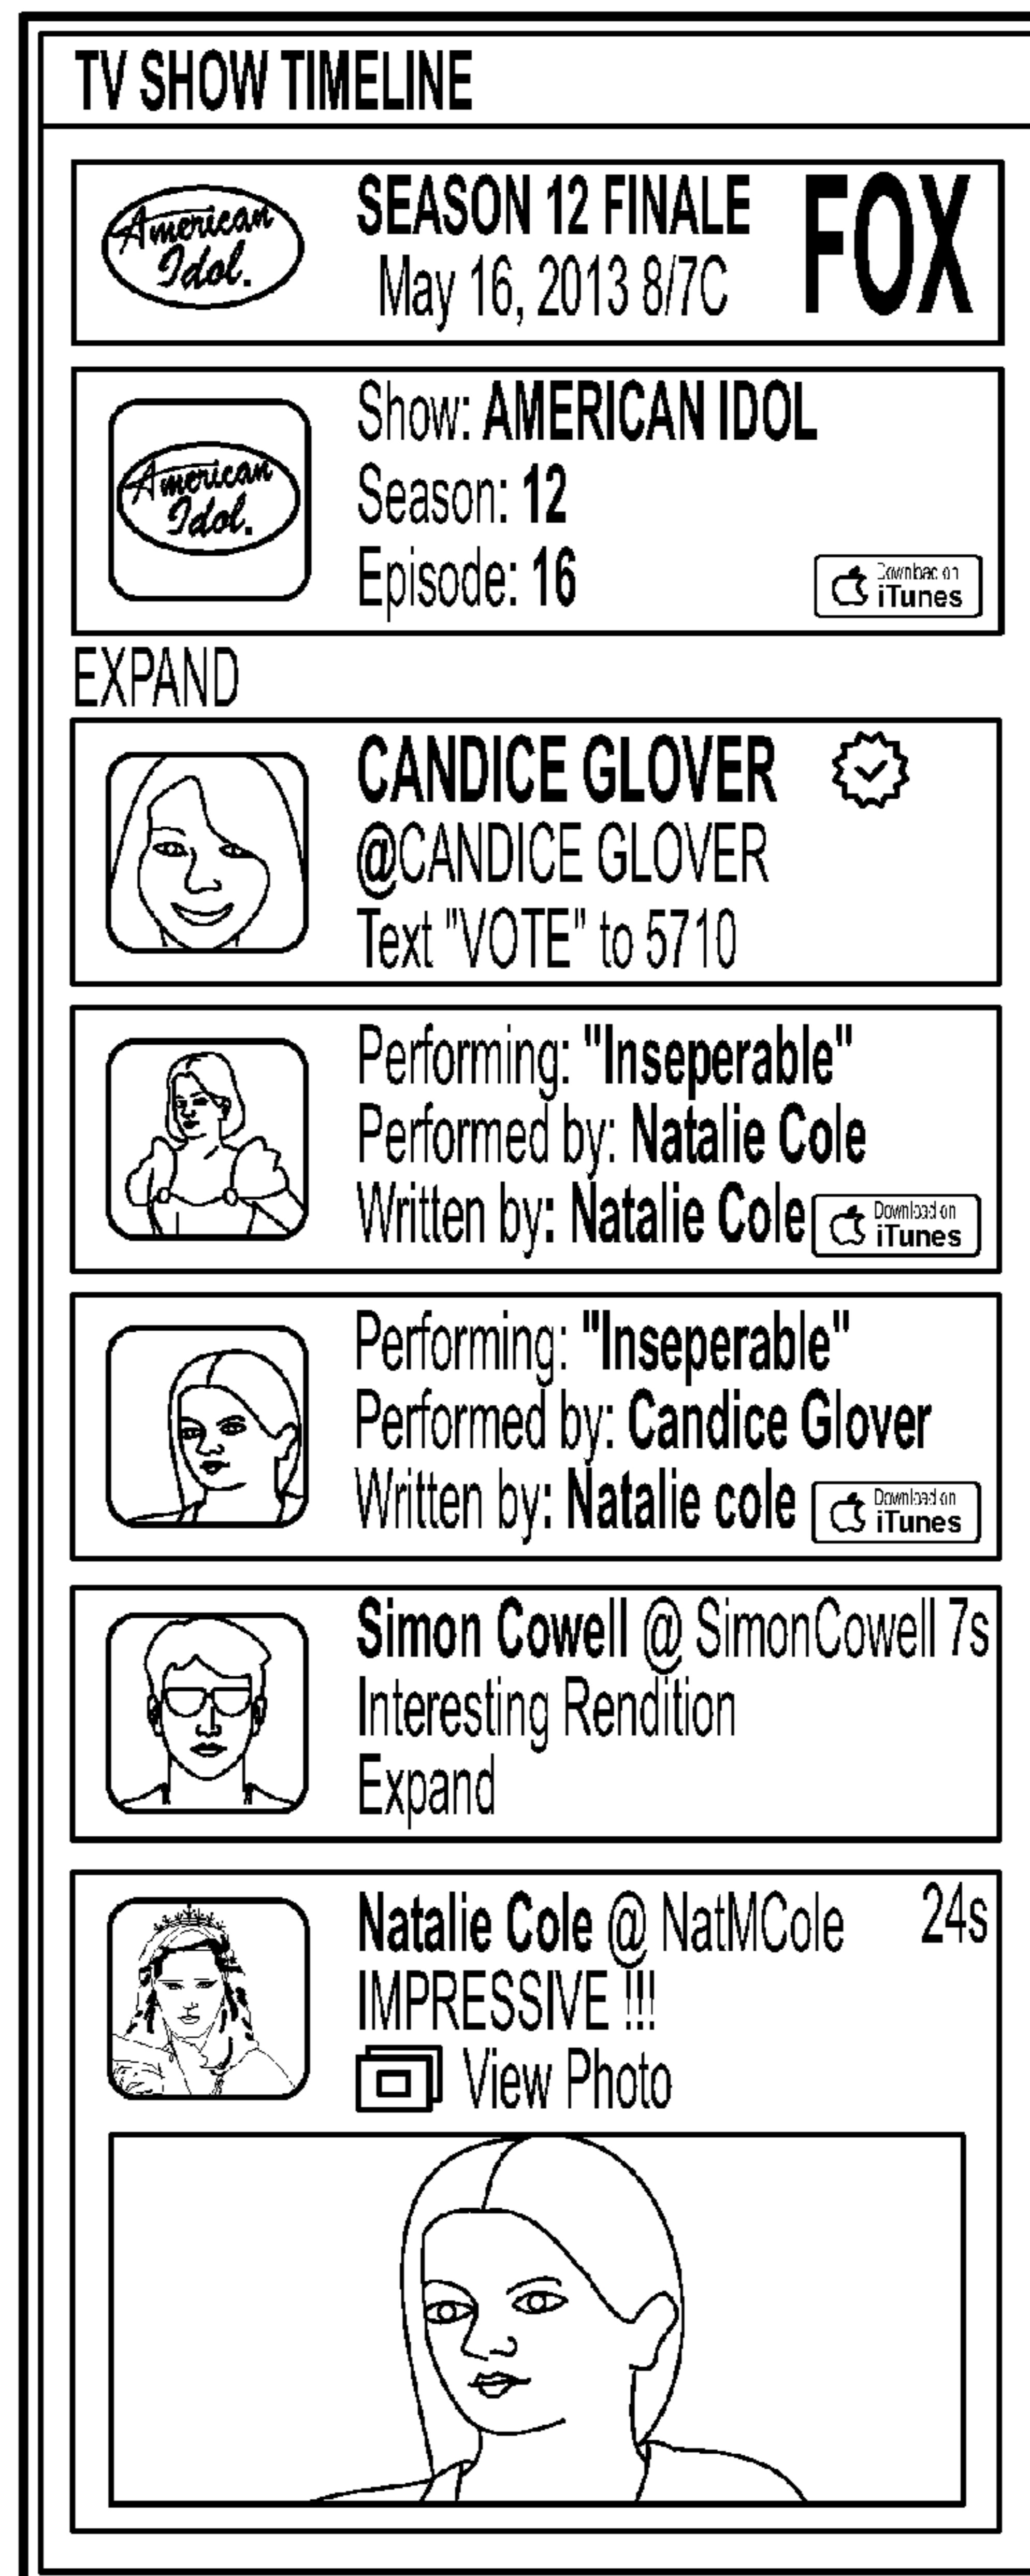 TV SHOW TIMELINE
American
Idol.
SEASON 12 FINALE
May 16, 2013 8/7C
FOX
American
Idol.
Show: AMERICAN IDOL
Season: 12
Episode: 16
Download on
iTunes
EXPAND
CANDICE GLOVER
@CANDICE GLOVER
Text "VOTE" to 5710
Performing: "Inseperable"
Performed by: Natalie Cole
Written by: Natalie Cole
Download on
iTunes
Performing: "Inseperable"
Performed by: Candice Glover
Written by: Natalie cole
Download on
iTunes
Simon Cowell @ SimonCowell 7s
Interesting Rendition
Expand
Natalie Cole @ NatMCole 24s
IMPRESSIVE !!!
View Photo